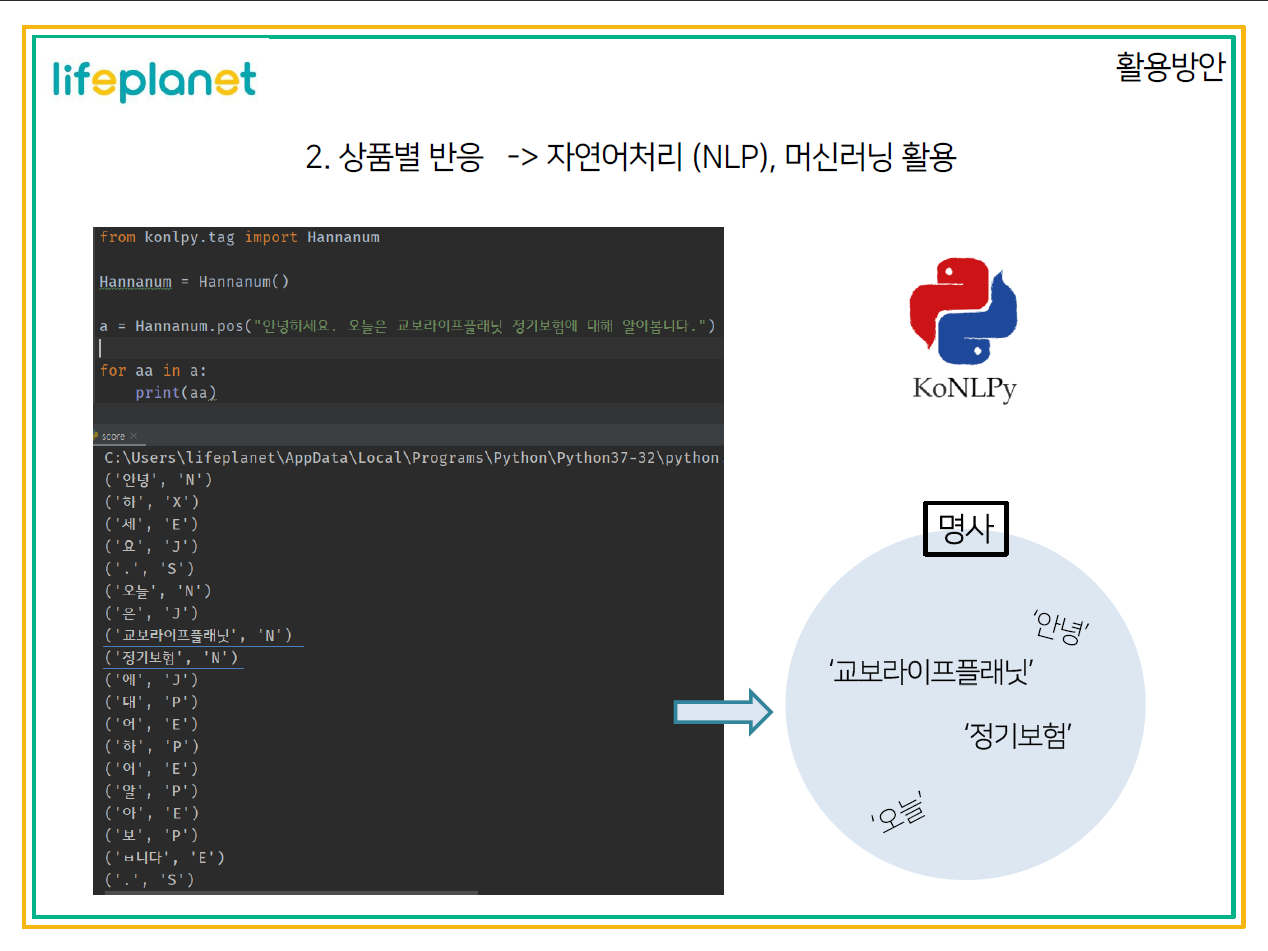 lifeplanet
활용방안
2. 상품별 반응 -> 자연어처리 (NLP), 머신러닝 활용
from konlpy.tag import Hannanum
Hannanum = Hannanum()
a = Hannanum.pos("안녕하세요. 오늘은 교보라이프플래닛 정기보험에 대해 알아봅니다.")
for aa in a:
print(aa)
score
C:\Users\lifeplanet\AppData\Local\Programs\Python\Python37-32\python.
('안녕', 'N')
('하', 'X')
('세', 'E')
('요', 'J')
('.', 'S')
('오늘', 'N')
('은', 'J')
('교보라이프플래닛', 'N')
('정기보험', 'N')
('에', 'J')
('대', 'P')
('어', 'E')
('하', 'P')
('어', 'E')
('알', 'P')
('아', 'E')
('보', 'P')
('ㅂ니다', 'E')
('.', 'S')
KoNLPy
명사
'안녕'
'교보라이프플래닛'
'정기보험'
'오늘'